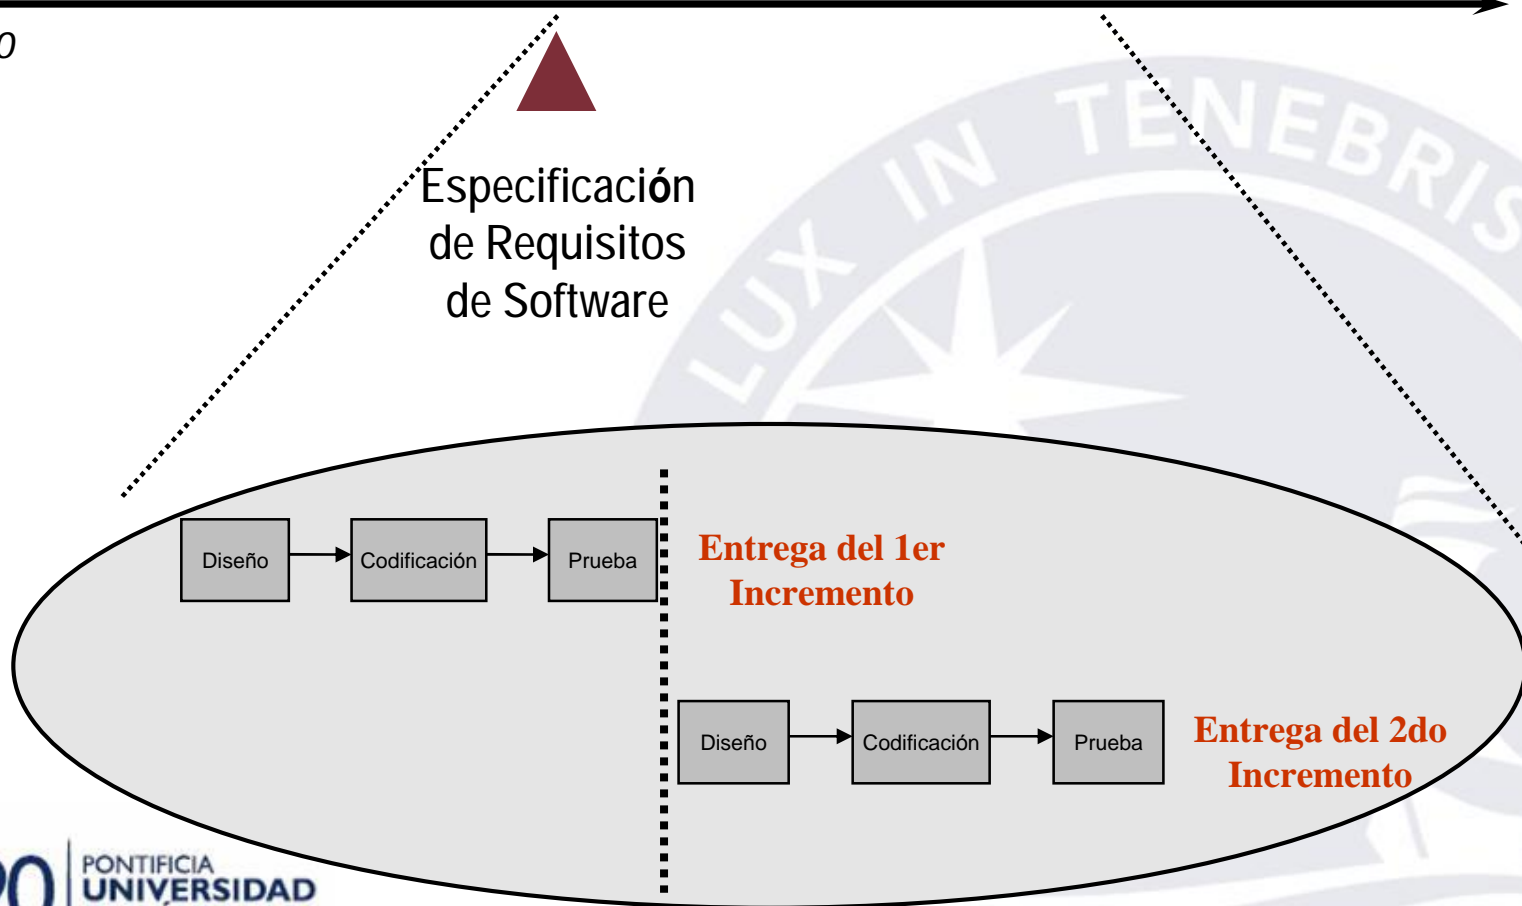 0
Especificación
de Requisitos
de Software
LUX IN TENEBRIS
Diseño
Codificación
Prueba
Entrega del 1er
Incremento
Diseño
Codificación
Prueba
Entrega del 2do
Incremento
PONTIFICIA
UNIVERSIDAD